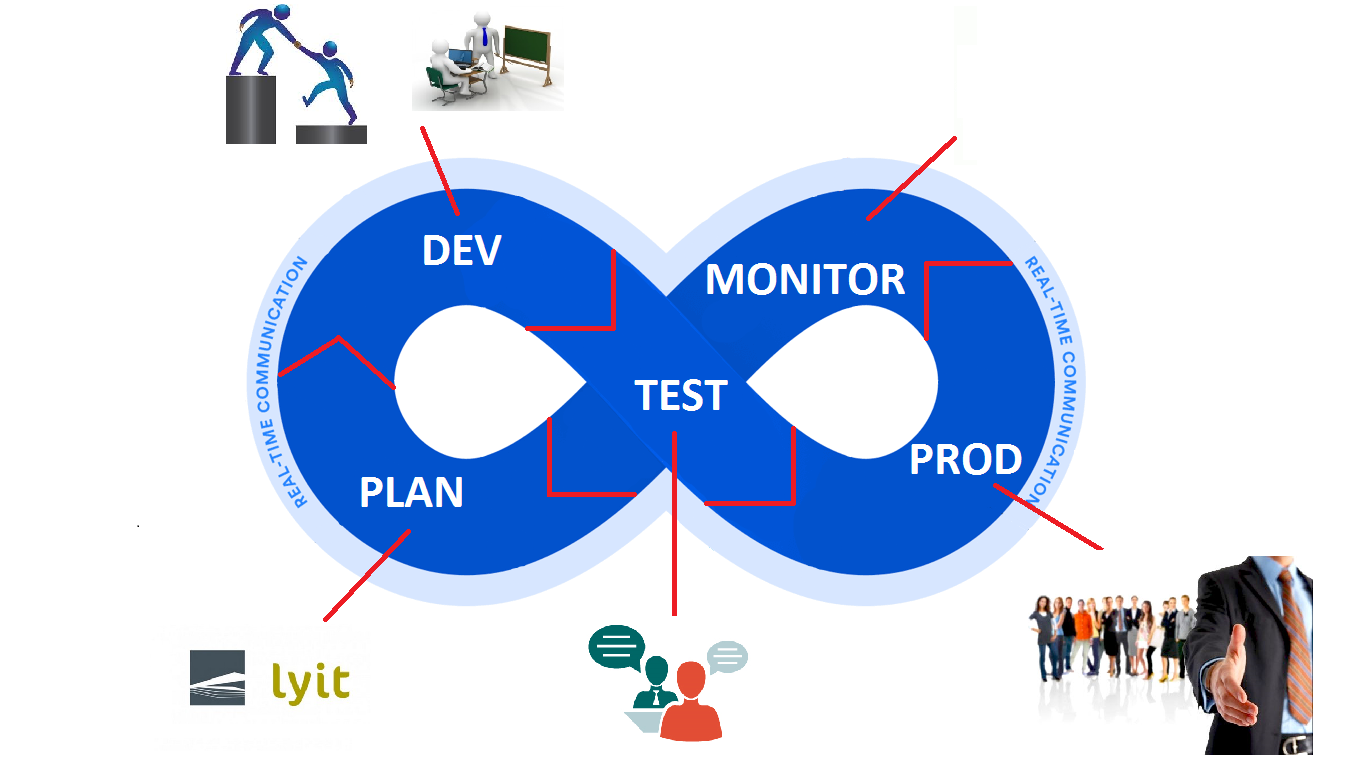 DEV
MONITOR
REAL-TIME COMMUNICATION
REAL-TIME COMMUNICATION
TEST
PROD
PLAN
lyit